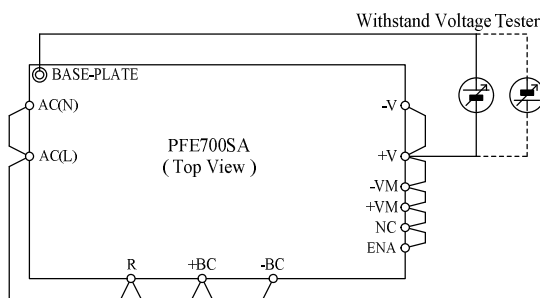 Withstand Voltage Tester
BASE-PLATE
AC(N)
-V
PFE700SA
( Top View )
AC(L)
+V
-VM
+VM
NC
ENA
R
+BC
-BC